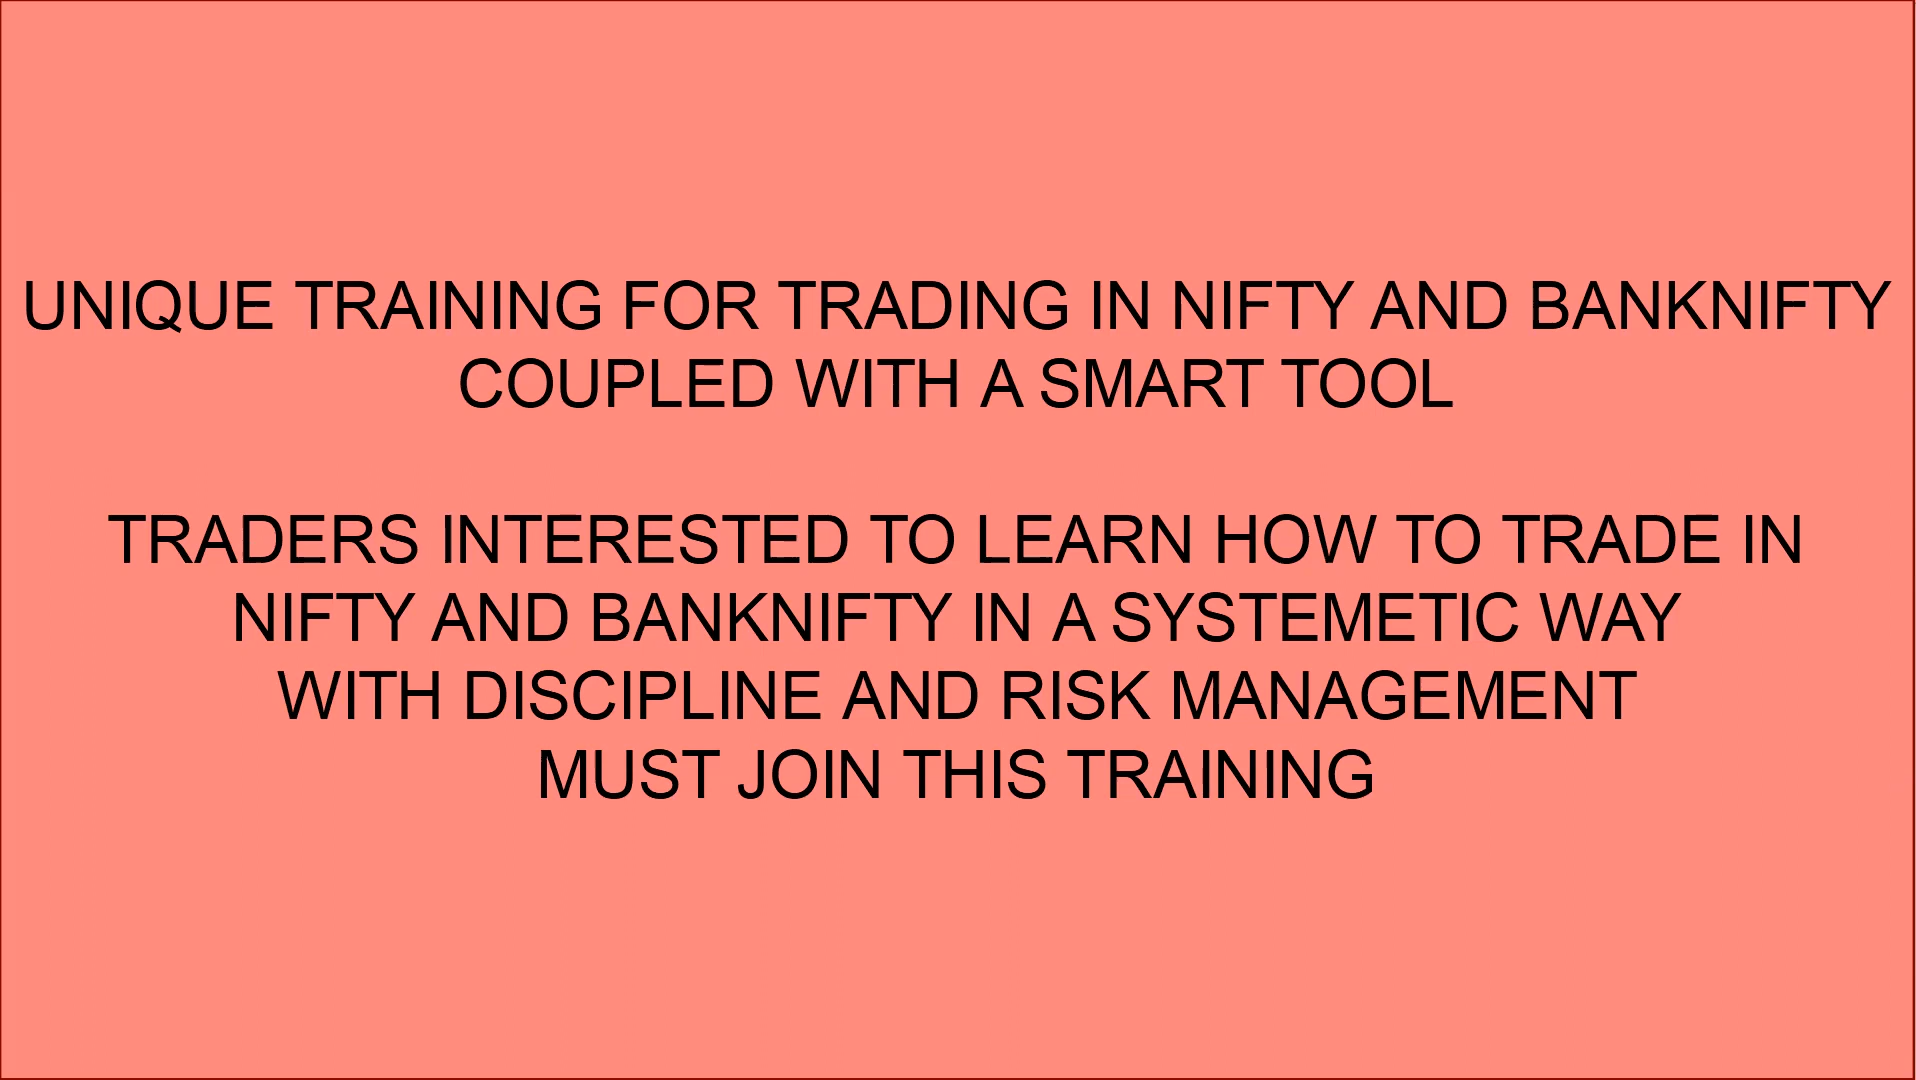 UNIQUE TRAINING FOR TRADING IN NIFTY AND BANKNIFTY
COUPLED WITH A SMART TOOL
TRADERS INTERESTED TO LEARN HOW TO TRADE IN
NIFTY AND BANKNIFTY IN A SYSTEMETIC WAY
WITH DISCIPLINE AND RISK MANAGEMENT
MUST JOIN THIS TRAINING